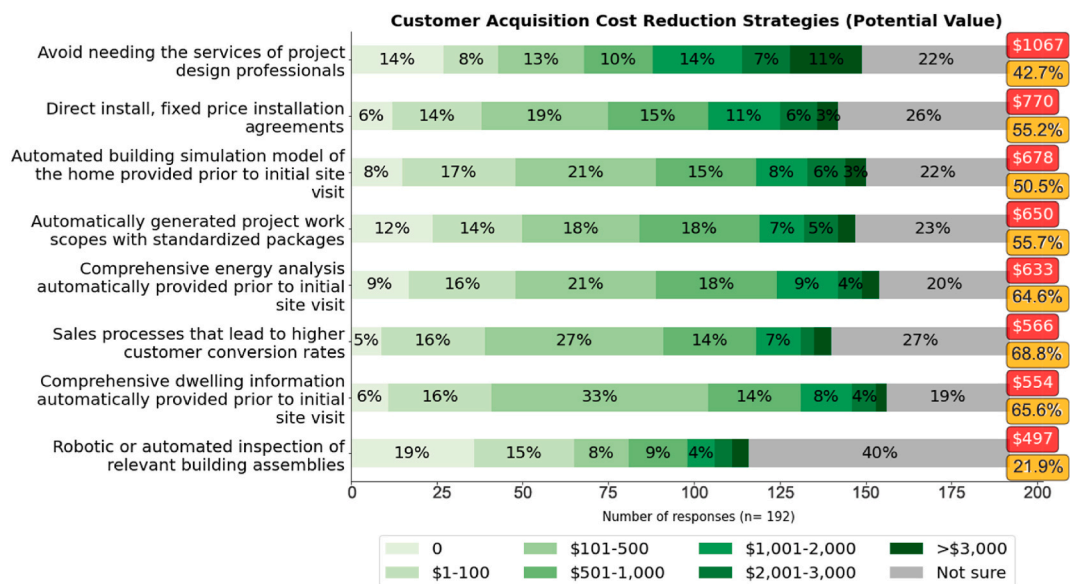 Customer Acquisition Cost Reduction Strategies (Potential Value)
Avoid needing the services of project
design professionals
14% 8% 13% 10% 14% 7% 11% 22%
$1067
42.7%
Direct install, fixed price installation
agreements
6% 14% 19% 15% 11% 6% 3% 26%
$770
55.2%
Automated building simulation model of
the home provided prior to initial site
visit
8% 17% 21% 15% 8% 6% 3% 22%
$678
50.5%
Automatically generated project work
scopes with standardized packages
12% 14% 18% 18% 7% 5% 23%
$650
55.7%
Comprehensive energy analysis
automatically provided prior to initial
site visit
9% 16% 21% 18% 9% 4% 20%
$633
64.6%
Sales processes that lead to higher
customer conversion rates
5% 16% 27% 14% 7% 27%
$566
68.8%
Comprehensive dwelling information
automatically provided prior to initial
site visit
6% 16% 33% 14% 8% 4% 19%
$554
65.6%
Robotic or automated inspection of
relevant building assemblies
19% 15% 8% 9% 4% 40%
$497
21.9%
0 25 50 75 100 125 150 175 200
Number of responses (n= 192)
0 $101-500 $1,001-2,000 >$3,000
$1-100 $501-1,000 $2,001-3,000 Not sure